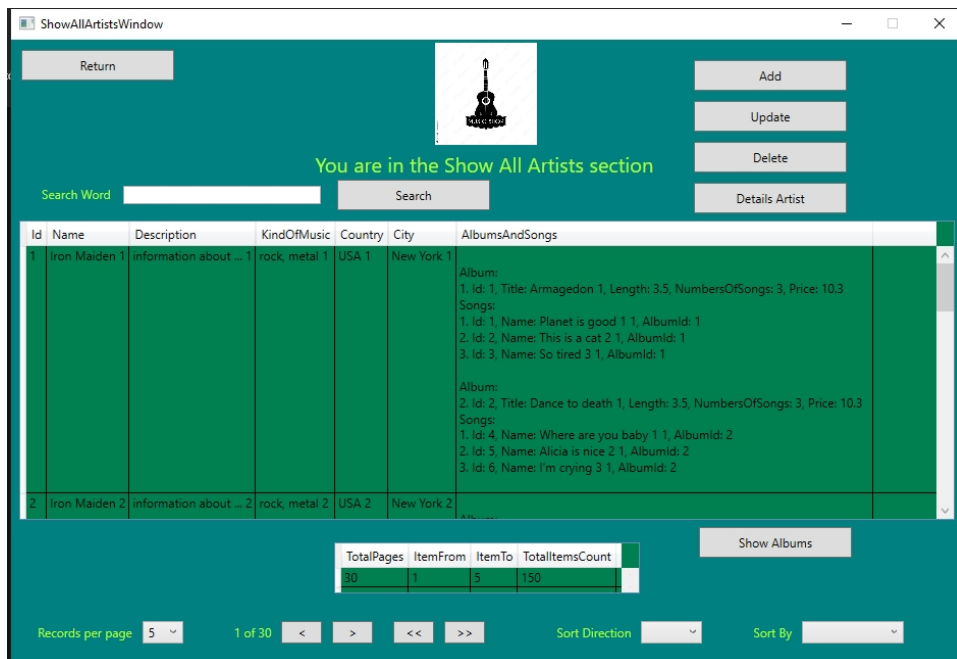 ShowAllArtistsWindow
Return
MUSIC SHOP
Add
Update
Delete
Details Artist
You are in the Show All Artists section
Search Word Search
Id Name Description KindOfMusic Country City AlbumsAndSongs
1 Iron Maiden 1 information about ... 1 rock, metal 1 USA 1 New York 1
Album:
1. Id: 1, Title: Armagedon 1, Length: 3.5, NumbersOfSongs: 3, Price: 10.3
Songs:
1. Id: 1, Name: Planet is good 1 1, AlbumId: 1
2. Id: 2, Name: This is a cat 2 1, AlbumId: 1
3. Id: 3, Name: So tired 3 1, AlbumId: 1
Album:
2. Id: 2, Title: Dance to death 1, Length: 3.5, NumbersOfSongs: 3, Price: 10.3
Songs:
1. Id: 4, Name: Where are you baby 1 1, AlbumId: 2
2. Id: 5, Name: Alicia is nice 2 1, AlbumId: 2
3. Id: 6, Name: I'm crying 3 1, AlbumId: 2
2 Iron Maiden 2 information about ... 2 rock, metal 2 USA 2 New York 2
Show Albums
TotalPages ItemFrom ItemTo TotalItemsCount
30 1 5 150
Records per page 5 1 of 30 < > << >> Sort Direction Sort By